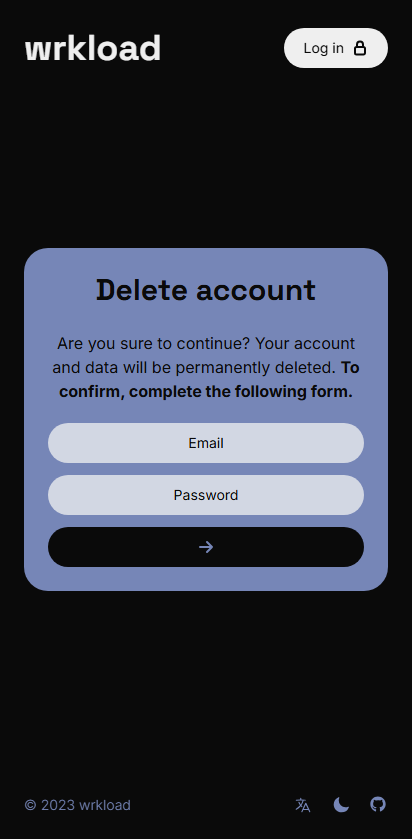 wrkload
Log in
Delete account
Are you sure to continue? Your account
and data will be permanently deleted. To
confirm, complete the following form.
Email
Password
© 2023 wrkload